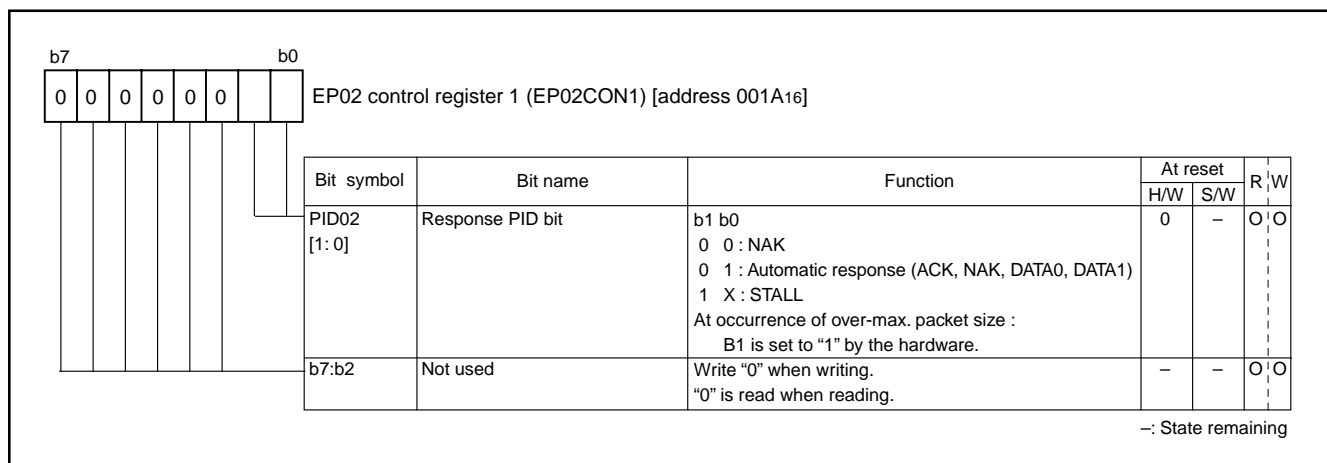 b7 b0
0 0 0 0 0 0 EP02 control register 1 (EP02CON1) [address 001A16]
Bit symbol Bit name Function At reset R W
H/W S/W
PID02 Response PID bit b1 b0 0 – O O
[1: 0] 0 0 : NAK
0 1 : Automatic response (ACK, NAK, DATA0, DATA1)
1 X : STALL
At occurrence of over-max. packet size :
B1 is set to “1” by the hardware.
b7:b2 Not used Write “0” when writing. – – O O
“0” is read when reading.
–: State remaining